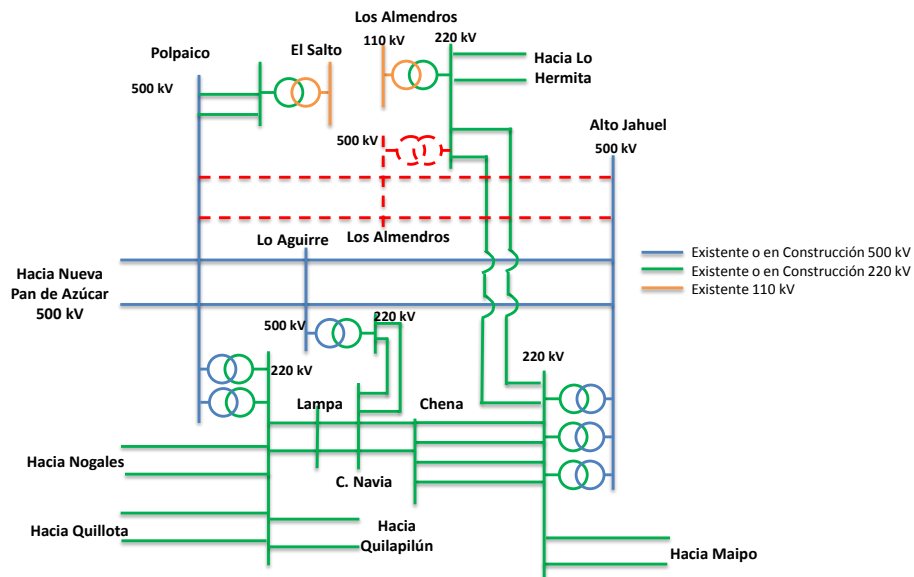 Los Almendros
110 kV
220 kV
Polpaico
El Salto
Hacia Lo
Hermita
500 kV
500 kV
Alto Jahuel
500 kV
Los Almendros
Lo Aguirre
Existente o en Construcción 500 kV
Existente o en Construcción 220 kV
Existente 110 kV
Hacia Nueva
Pan de Azúcar
500 kV
500 kV
220 kV
220 kV
220 kV
Lampa
Chena
Hacia Nogales
C. Navia
Hacia Quillota
Hacia
Quilapilún
Hacia Maipo